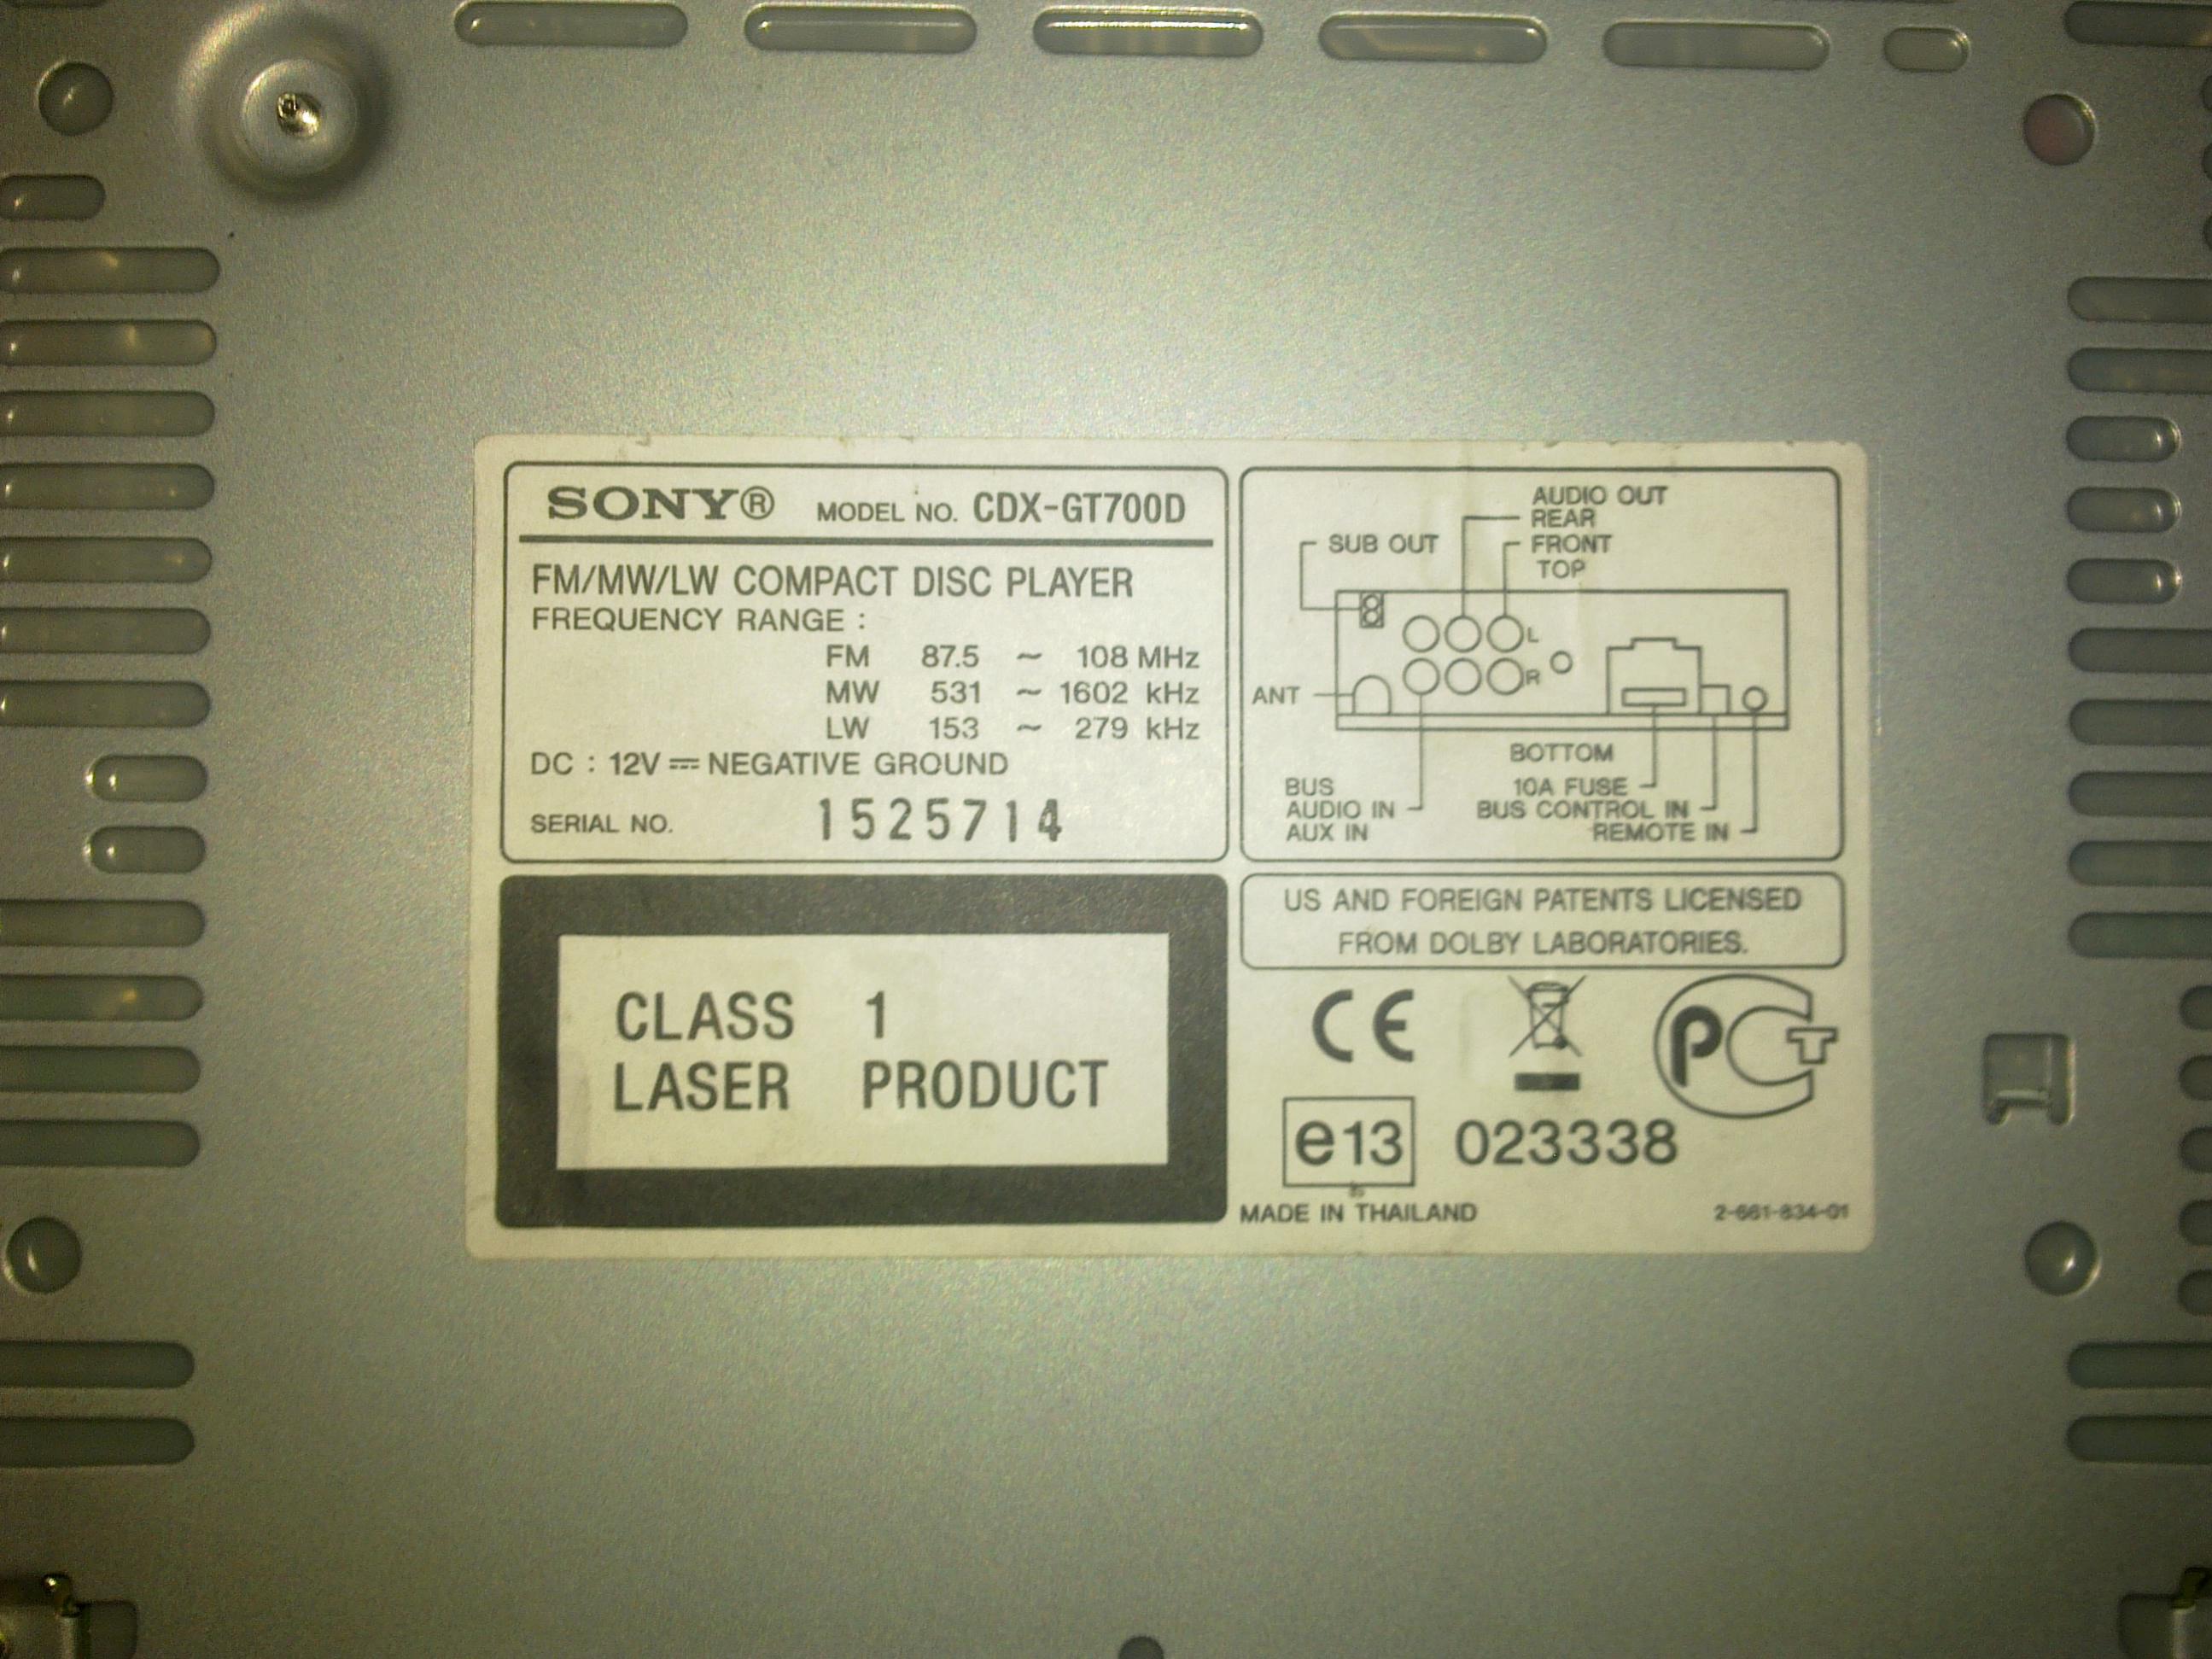 SONY® MODEL NO. CDX-GT700D
FM/MW/LW COMPACT DISC PLAYER
FREQUENCY RANGE :
FM 87.5 ~ 108 MHz
MW 531 ~ 1602 kHz
LW 153 ~ 279 kHz
DC : 12V ⎓ NEGATIVE GROUND
SERIAL NO. 1525714
AUDIO OUT
REAR
SUB OUT
FRONT
TOP
L
R
ANT
BOTTOM
BUS
AUDIO IN
AUX IN
10A FUSE
BUS CONTROL IN
REMOTE IN
CLASS 1
LASER PRODUCT
US AND FOREIGN PATENTS LICENSED
FROM DOLBY LABORATORIES.
CE
PCT
e13 023338
MADE IN THAILAND
2-661-834-01